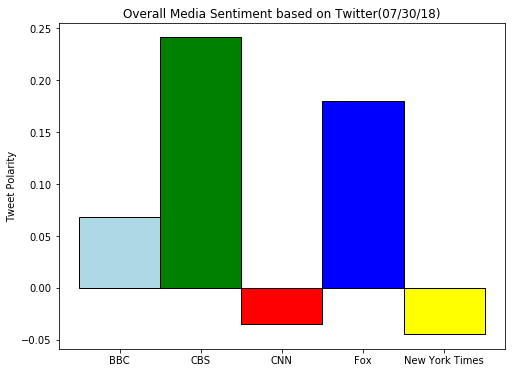 Overall Media Sentiment based on Twitter(07/30/18)
Tweet Polarity
0.25
0.20
0.15
0.10
0.05
0.00
−0.05
BBC CBS CNN Fox New York Times